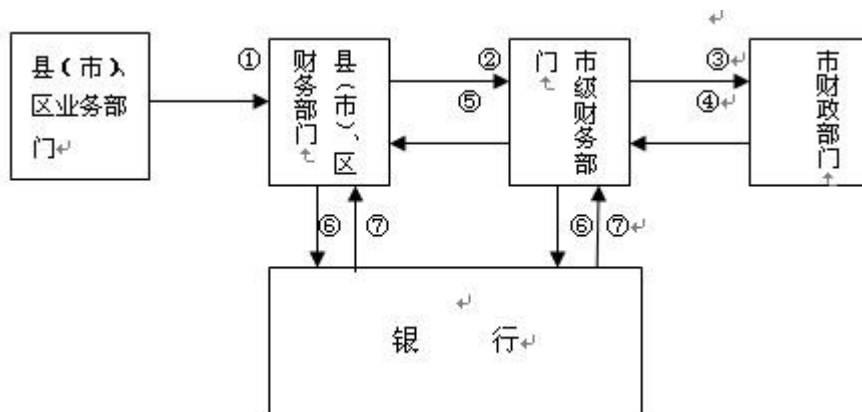 县(市)、
区业务部
门
①
县(市)、区
财务部门
②
⑤
市级财务部
门
③
④
市财政部门
⑥
⑦
⑥
⑦
银 行